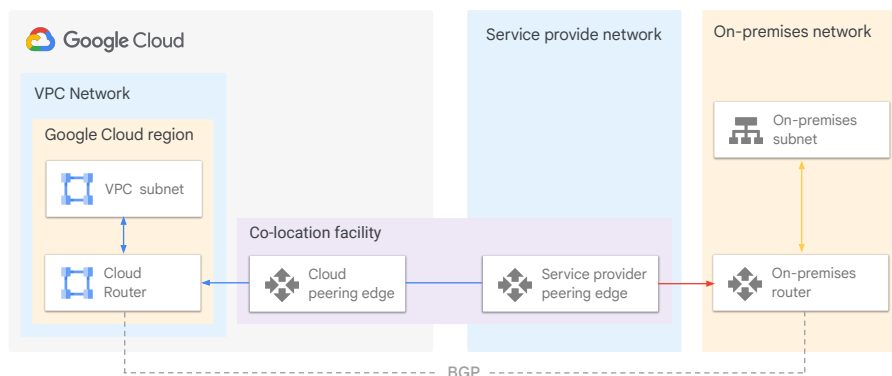 Google Cloud
Service provide network
On-premises network
VPC Network
Google Cloud region
On-premises
subnet
VPC subnet
Co-location facility
Cloud
Router
Cloud
peering edge
Service provider
peering edge
On-premises
router
BGP